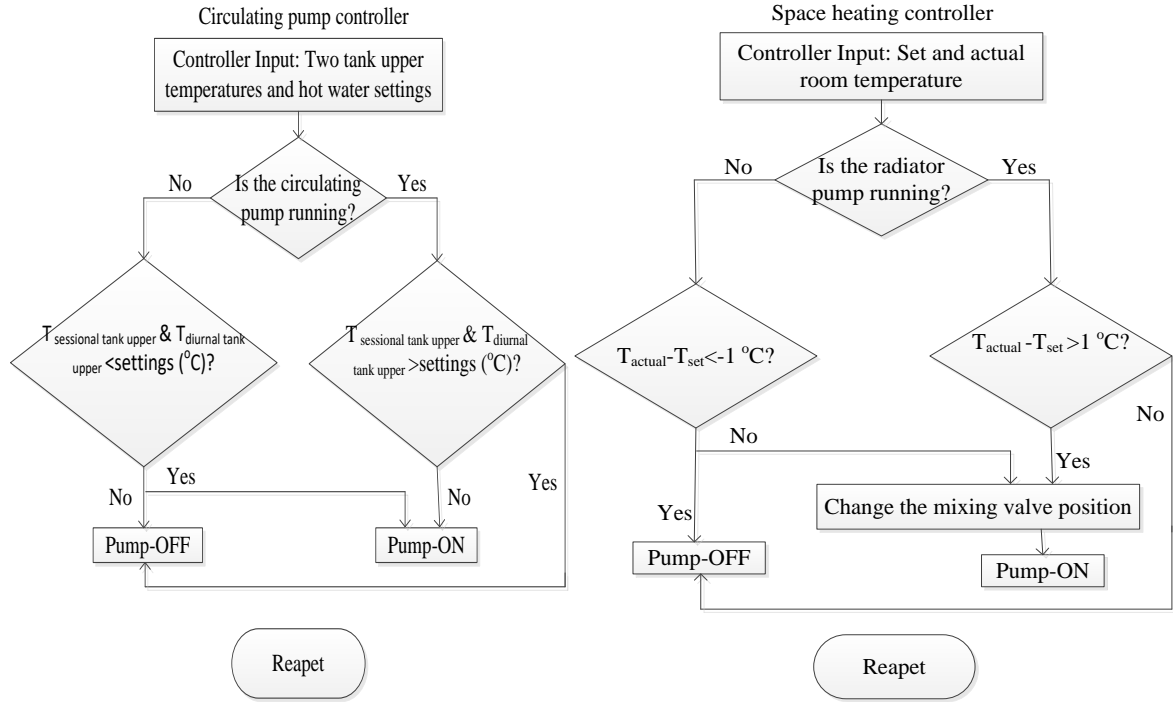 Circulating pump controller
Controller Input: Two tank upper
temperatures and hot water settings
No
Is the circulating
pump running?
Yes
T sessional tank upper & T diurnal tank
upper <settings (°C)?
T sessional tank upper & T diurnal
tank upper >settings (°C)?
No
Yes
No
Yes
Pump-OFF
Pump-ON
Reapet
Space heating controller
Controller Input: Set and actual
room temperature
No
Is the radiator
pump running?
Yes
Tactual-Tset<-1 °C?
Tactual -Tset >1 °C?
No
No
Yes
Yes
Change the mixing valve position
Pump-OFF
Pump-ON
Reapet